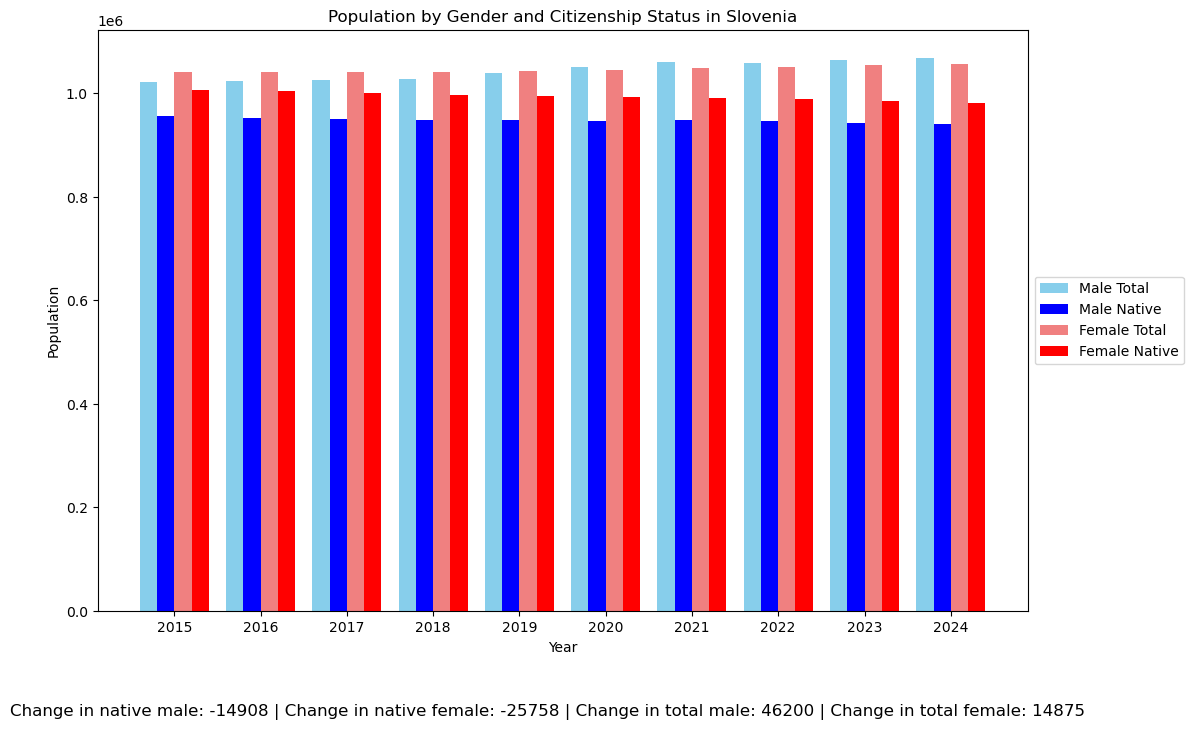 Population by Gender and Citizenship Status in Slovenia
1e6
1.0
0.8
0.6
0.4
0.2
0.0
Population
2015 2016 2017 2018 2019 2020 2021 2022 2023 2024
Year
Male Total
Male Native
Female Total
Female Native
Change in native male: -14908 | Change in native female: -25758 | Change in total male: 46200 | Change in total female: 14875